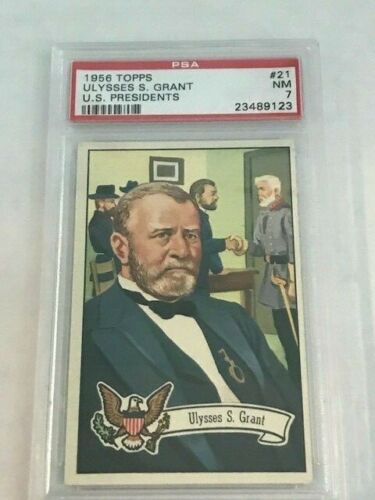 PSA
1956 TOPPS #21
ULYSSES S. GRANT NM
U.S. PRESIDENTS 7
23489123
Ulysses S. Grant